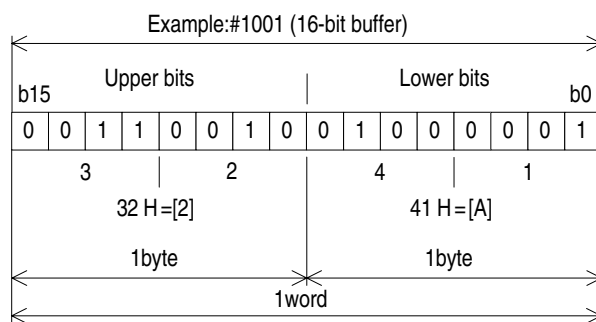 Example:#1001 (16-bit buffer)
Upper bits Lower bits
b15 b0
0 0 1 1 0 0 1 0 0 1 0 0 0 0 0 1
3 2 4 1
32 H=[2] 41 H=[A]
1byte 1byte
1word